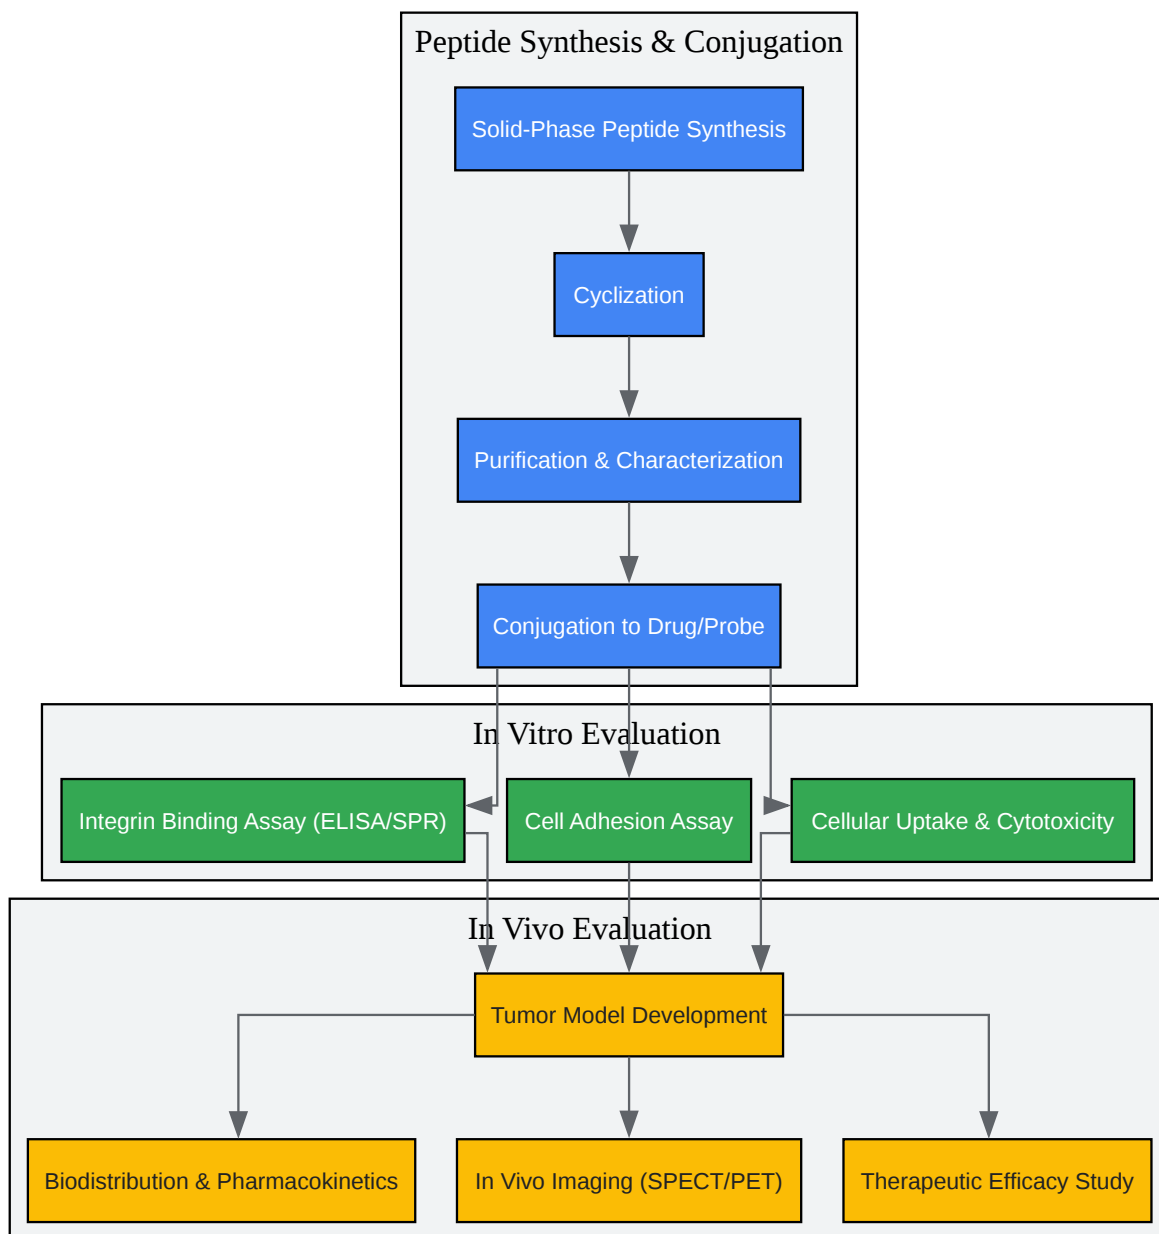 Peptide Synthesis & Conjugation
Solid-Phase Peptide Synthesis
Cyclization
Purification & Characterization
Conjugation to Drug/Probe
In Vitro Evaluation
Integrin Binding Assay (ELISA/SPR)
Cell Adhesion Assay
Cellular Uptake & Cytotoxicity
In Vivo Evaluation
Tumor Model Development
Biodistribution & Pharmacokinetics
In Vivo Imaging (SPECT/PET)
Therapeutic Efficacy Study